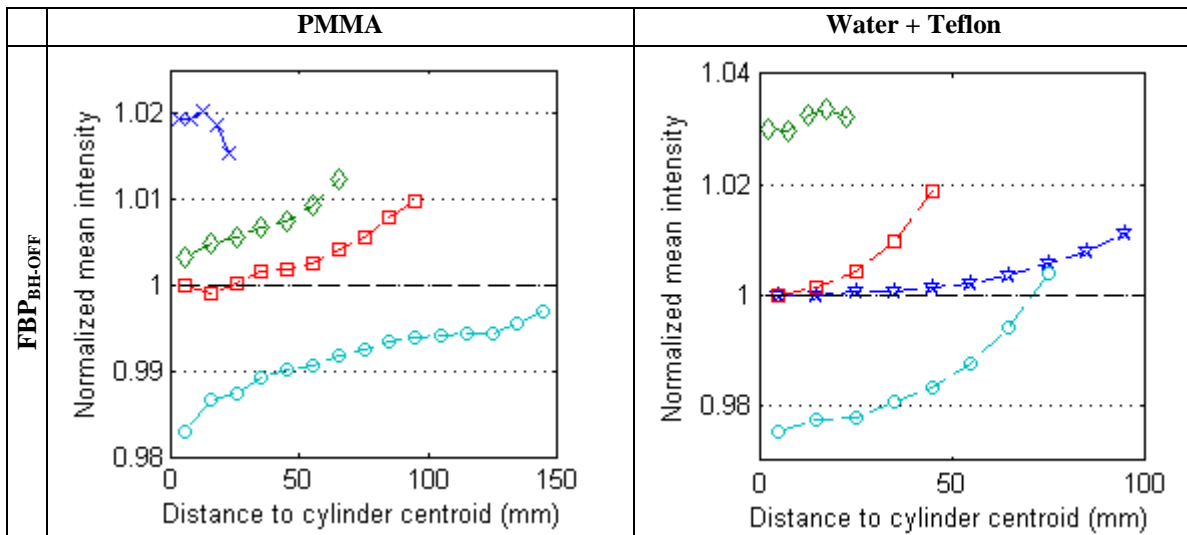 PMMA
Water + Teflon
FBP BH-OFF
Normalized mean intensity
1.02
1.01
1
0.99
0.98
0
50
100
150
Distance to cylinder centroid (mm)
Normalized mean intensity
1.04
1.02
1
0.98
0
50
100
Distance to cylinder centroid (mm)